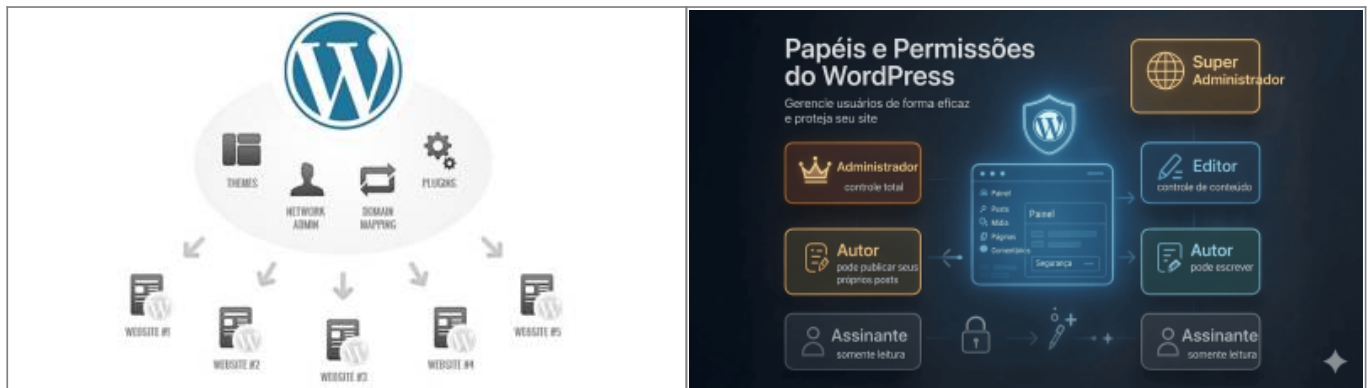 THEMES
NETWORK
ADMIN
DOMAIN
MAPPING
PLUGINS
WEBSITE #1
WEBSITE #2
WEBSITE #3
WEBSITE #4
WEBSITE #5
Papéis e Permissões
do WordPress
Gerencie usuários de forma eficaz
e proteja seu site
Super
Administrador
Administrador
controle total
Editor
controle de conteúdo
Painel
Posts
Mídia
Páginas
Comentários
Painel
Segurança
Autor
pode publicar seus
próprios posts
Autor
pode escrever
Assinante
somente leitura
Assinante
somente leitura